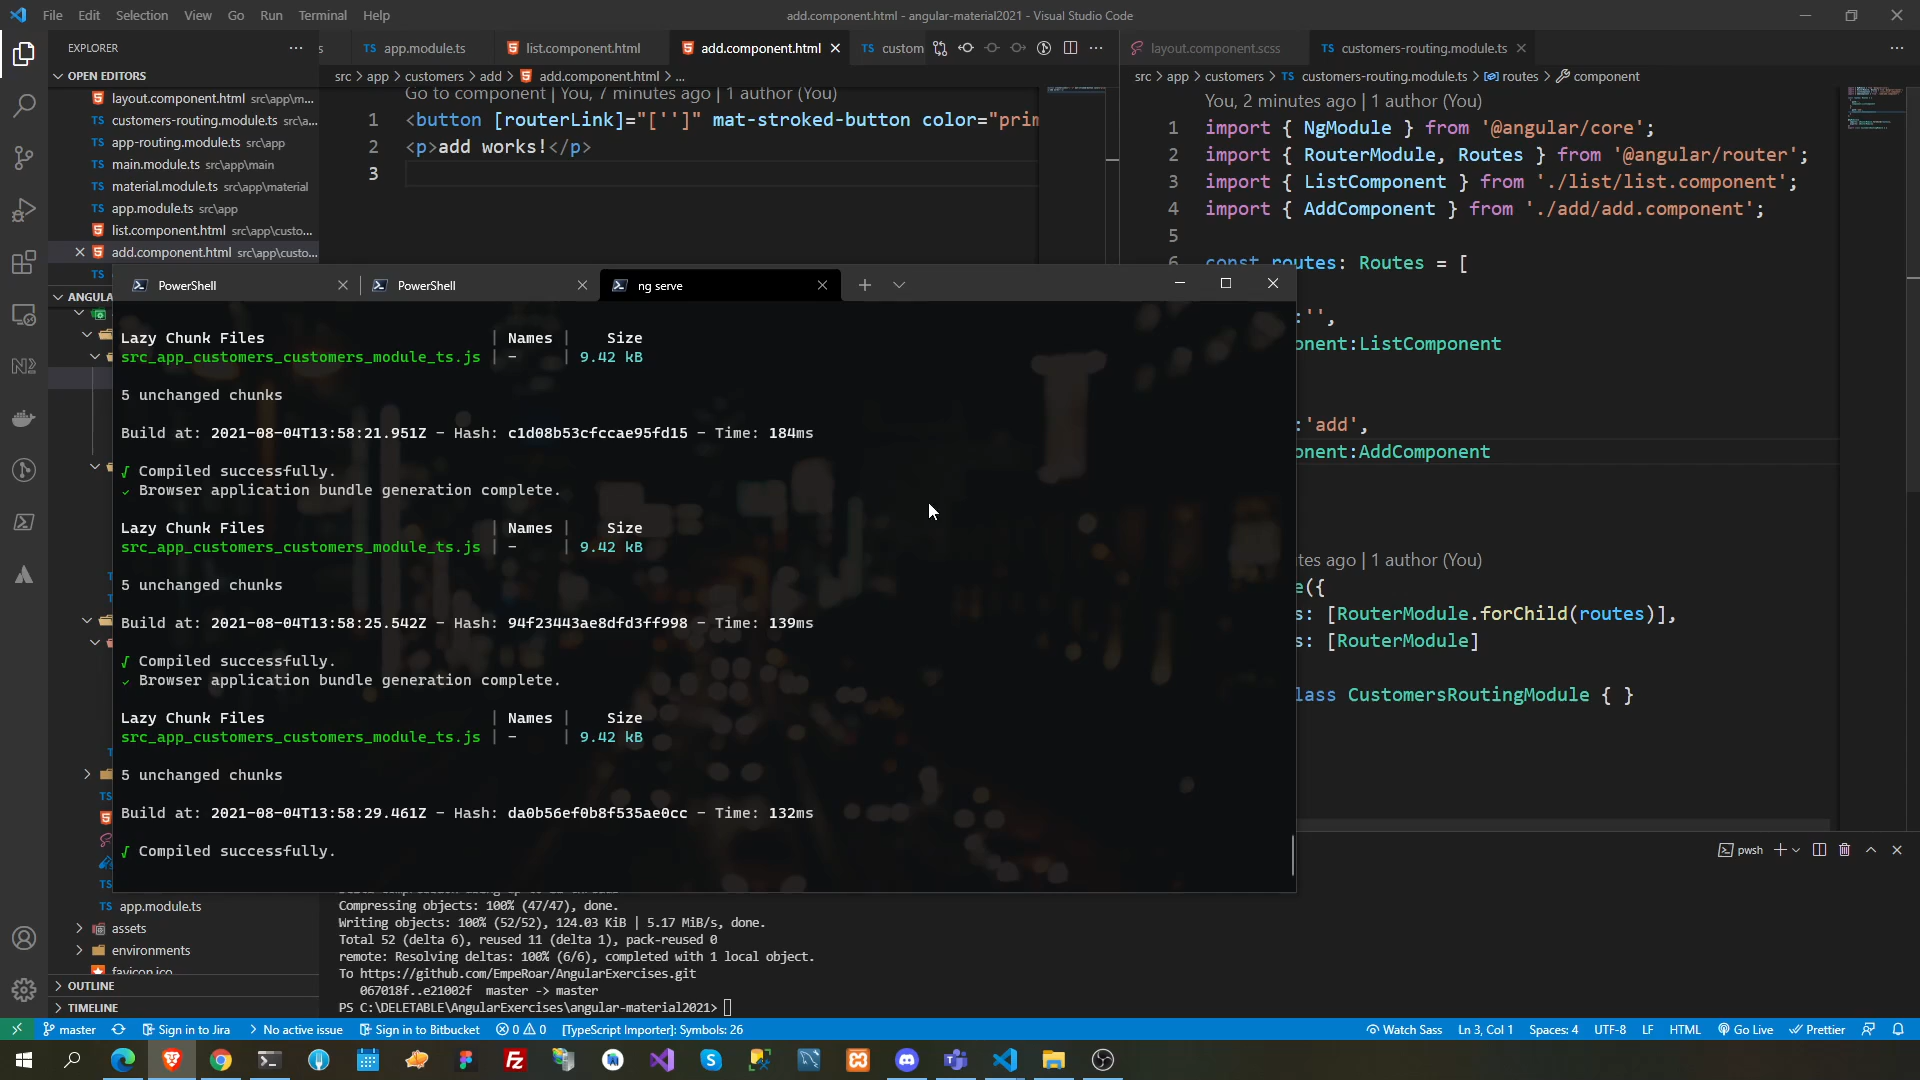 File Edit Selection View Go Run Terminal Help
add.component.html - angular-material2021 - Visual Studio Code
EXPLORER
OPEN EDITORS
layout.component.html src\app\m...
customers-routing.module.ts src\a...
app-routing.module.ts src\app
main.module.ts src\app\main
material.module.ts src\app\material
app.module.ts src\app
list.component.html src\app\custo...
add.component.html src\app\custo...
TS
ANGULA
s app.module.ts list.component.html add.component.html custom
src > app > customers > add > add.component.html > ...
Go to component | You, 7 minutes ago | 1 author (You)
1 <button [routerLink]="['']" mat-stroked-button color="prim
2 <p>add works!</p>
3
layout.component.scss customers-routing.module.ts
src > app > customers > TS customers-routing.module.ts > routes > component
You, 2 minutes ago | 1 author (You)
1 import { NgModule } from '@angular/core';
2 import { RouterModule, Routes } from '@angular/router';
3 import { ListComponent } from './list/list.component';
4 import { AddComponent } from './add/add.component';
5
6 const routes: Routes = [
:'',
onent:ListComponent
:'add',
onent:AddComponent
tes ago | 1 author (You)
e({
s: [RouterModule.forChild(routes)],
s: [RouterModule]
lass CustomersRoutingModule { }
PowerShell PowerShell ng serve
Lazy Chunk Files | Names | Size
src_app_customers_customers_module_ts.js | - | 9.42 kB
5 unchanged chunks
Build at: 2021-08-04T13:58:21.951Z - Hash: c1d08b53cfccae95fd15 - Time: 184ms
√ Compiled successfully.
✓ Browser application bundle generation complete.
Lazy Chunk Files | Names | Size
src_app_customers_customers_module_ts.js | - | 9.42 kB
5 unchanged chunks
Build at: 2021-08-04T13:58:25.542Z - Hash: 94f23443ae8dfd3ff998 - Time: 139ms
√ Compiled successfully.
✓ Browser application bundle generation complete.
Lazy Chunk Files | Names | Size
src_app_customers_customers_module_ts.js | - | 9.42 kB
5 unchanged chunks
Build at: 2021-08-04T13:58:29.461Z - Hash: da0b56ef0b8f535ae0cc - Time: 132ms
√ Compiled successfully.
TS app.module.ts
assets
environments
favicon.ico
OUTLINE
TIMELINE
pwsh
Compressing objects: 100% (47/47), done.
Writing objects: 100% (52/52), 124.03 KiB | 5.17 MiB/s, done.
Total 52 (delta 6), reused 11 (delta 1), pack-reused 0
remote: Resolving deltas: 100% (6/6), completed with 1 local object.
To https://github.com/EmpeRoar/AngularExercises.git
067018f..e21002f master -> master
PS C:\DELETABLE\AngularExercises\angular-material2021>
master Sign in to Jira No active issue Sign in to Bitbucket 0 0 [TypeScript Importer]: Symbols: 26
Watch Sass Ln 3, Col 1 Spaces: 4 UTF-8 LF HTML Go Live Prettier